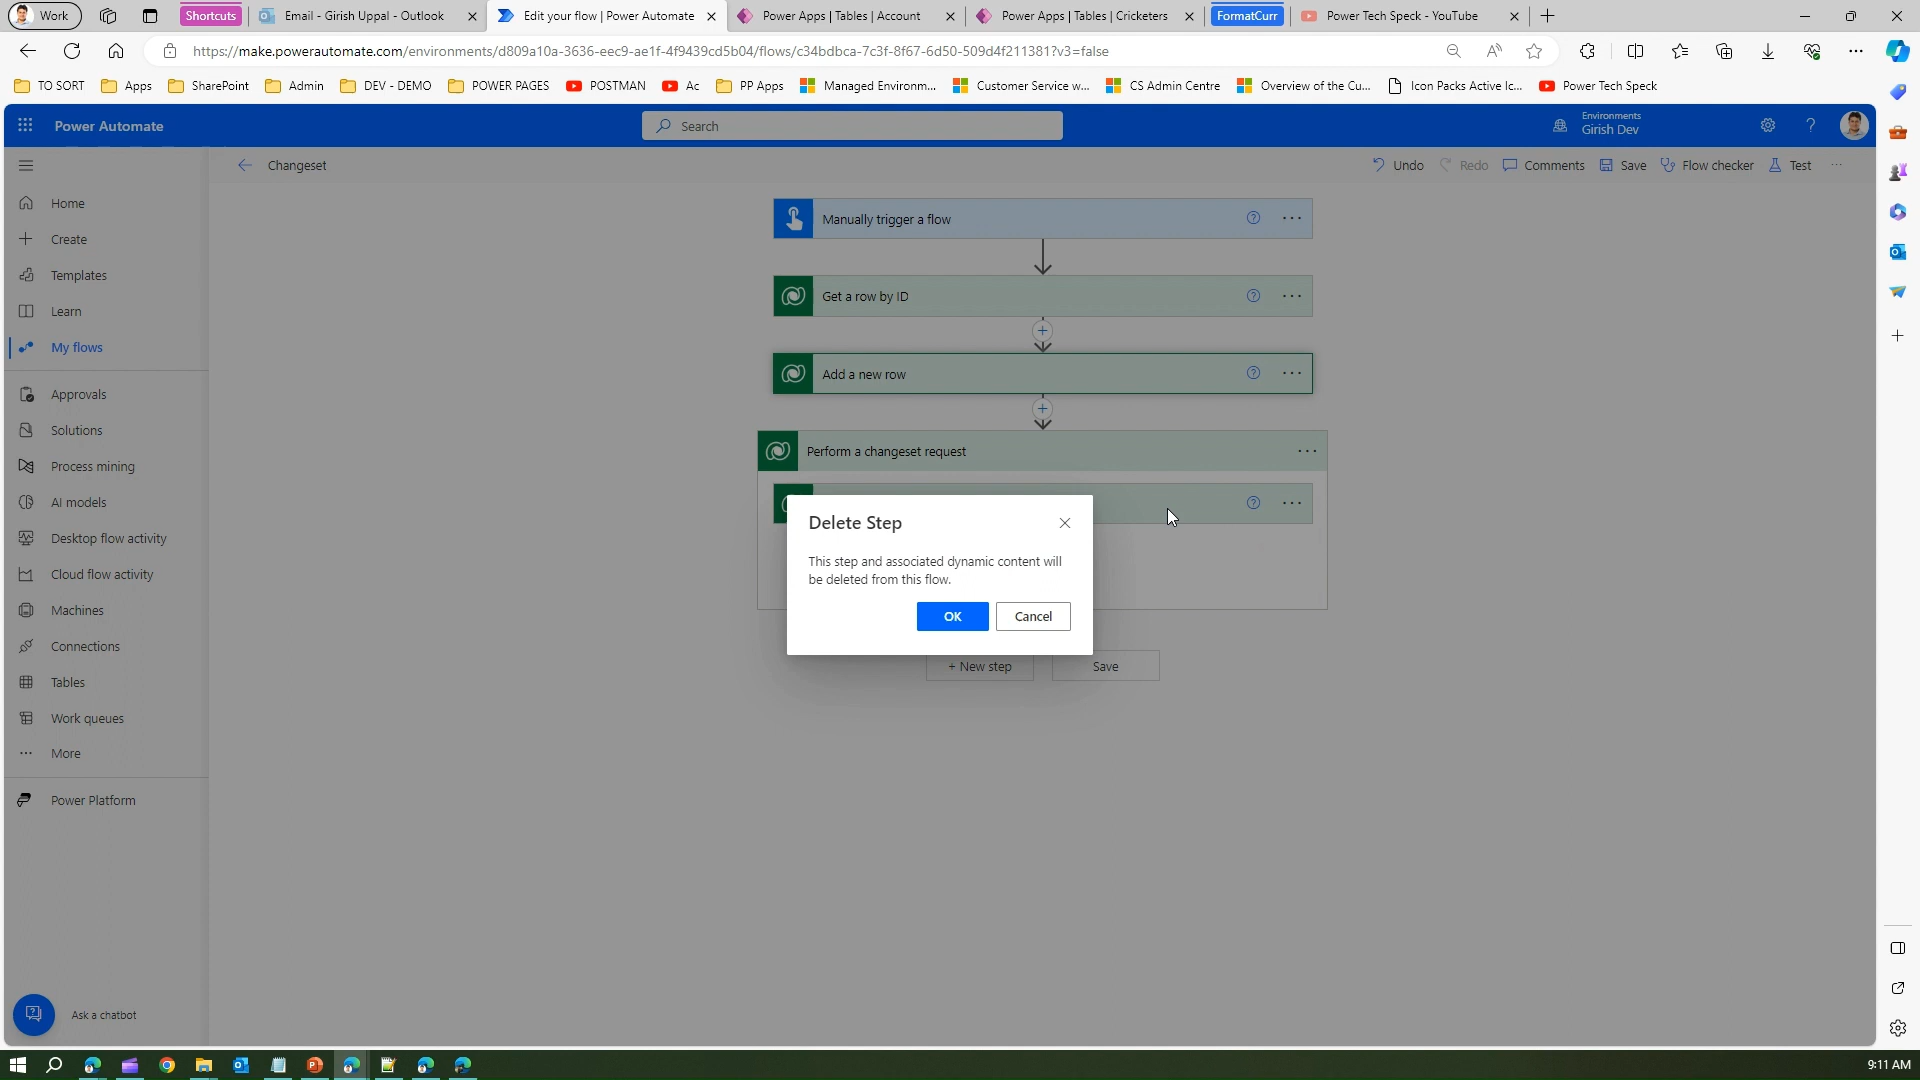 Work
Shortcuts
Email - Girish Uppal - Outlook
Edit your flow | Power Automate
Power Apps | Tables | Account
Power Apps | Tables | Cricketers
FormatCurr
Power Tech Speck - YouTube
https://make.powerautomate.com/environments/d809a10a-3636-eec9-ae1f-4f9439cd5b04/flows/c34bdbca-7c3f-8f67-6d50-509d4f211381?v3=false
TO SORT
Apps
SharePoint
Admin
DEV - DEMO
POWER PAGES
POSTMAN
Ac
PP Apps
Managed Environm...
Customer Service w...
CS Admin Centre
Overview of the Cu...
Icon Packs Active Ic...
Power Tech Speck
Power Automate
Search
Environments
Girish Dev
Changeset
Undo
Redo
Comments
Save
Flow checker
Test
Home
Create
Templates
Learn
My flows
Approvals
Solutions
Process mining
AI models
Desktop flow activity
Cloud flow activity
Machines
Connections
Tables
Work queues
More
Power Platform
Ask a chatbot
Manually trigger a flow
Get a row by ID
Add a new row
Perform a changeset request
Delete Step
This step and associated dynamic content will
be deleted from this flow.
OK
Cancel
+ New step
Save
9:11 AM